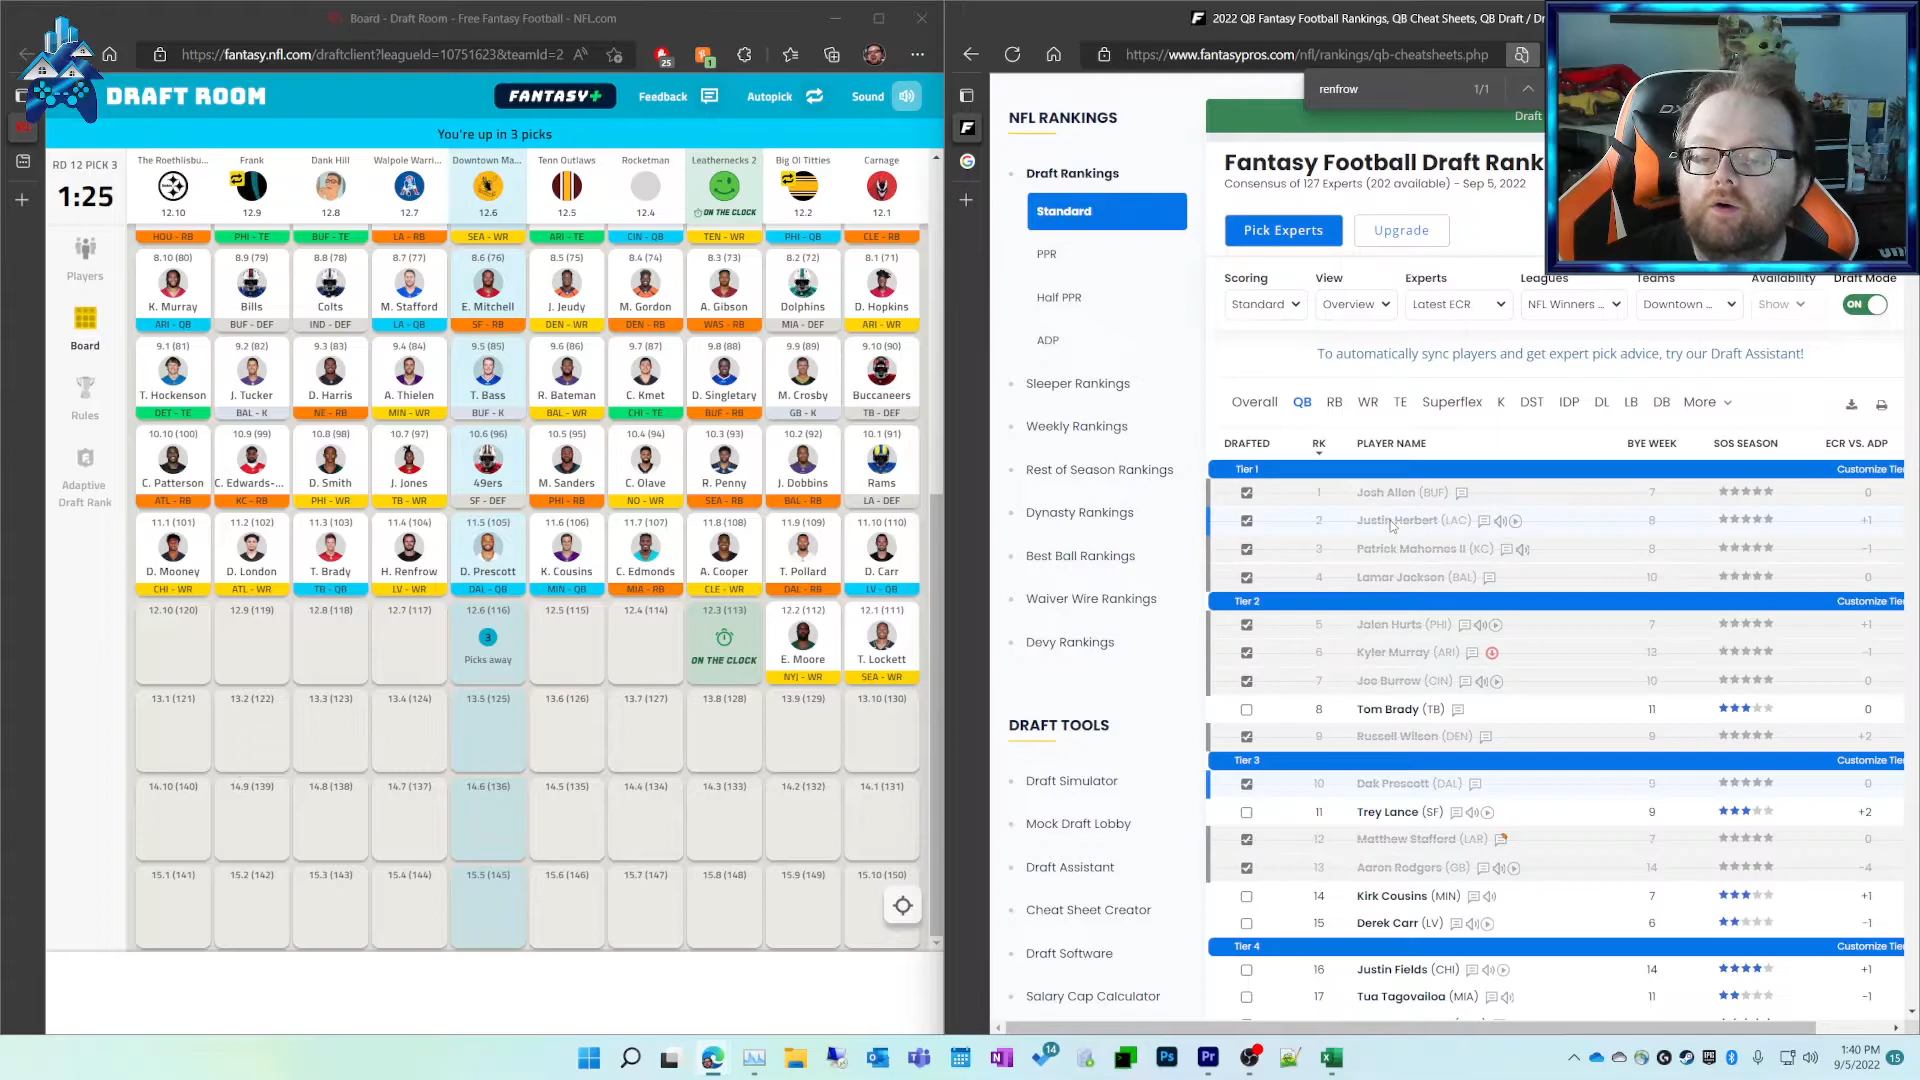 Board - Draft Room - Free Fantasy Football - NFL.com
https://fantasy.nfl.com/draftclient?leagueId=10751623&teamId=2
25
1
DRAFT ROOM
FANTASY+
Feedback
Autopick
Sound
You're up in 3 picks
RD 12 PICK 3
1:25
Players
Board
Rules
Adaptive
Draft Rank
The Roethlisbu... Frank Dank Hill Walpole Warri... Downtown Ma... Tenn Outlaws Rocketman Leathernecks 2 Big Ol Titties Carnage
12.10 12.9 12.8 12.7 12.6 12.5 12.4 ON THE CLOCK 12.2 12.1
HOU - RB PHI - TE BUF - TE LA - RB SEA - WR ARI - TE CIN - QB TEN - WR PHI - QB CLE - RB
8.10 (80) 8.9 (79) 8.8 (78) 8.7 (77) 8.6 (76) 8.5 (75) 8.4 (74) 8.3 (73) 8.2 (72) 8.1 (71)
K. Murray Bills Colts M. Stafford E. Mitchell J. Jeudy M. Gordon A. Gibson Dolphins D. Hopkins
ARI - QB BUF - DEF IND - DEF LA - QB SF - RB DEN - WR DEN - RB WAS - RB MIA - DEF ARI - WR
9.1 (81) 9.2 (82) 9.3 (83) 9.4 (84) 9.5 (85) 9.6 (86) 9.7 (87) 9.8 (88) 9.9 (89) 9.10 (90)
T. Hockenson J. Tucker D. Harris A. Thielen T. Bass R. Bateman C. Kmet D. Singletary M. Crosby Buccaneers
DET - TE BAL - K NE - RB MIN - WR BUF - K BAL - WR CHI - TE BUF - RB GB - K TB - DEF
10.10 (100) 10.9 (99) 10.8 (98) 10.7 (97) 10.6 (96) 10.5 (95) 10.4 (94) 10.3 (93) 10.2 (92) 10.1 (91)
C. Patterson C. Edwards-... D. Smith J. Jones 49ers M. Sanders C. Olave R. Penny J. Dobbins Rams
ATL - RB KC - RB PHI - WR TB - WR SF - DEF PHI - RB NO - WR SEA - RB BAL - RB LA - DEF
11.1 (101) 11.2 (102) 11.3 (103) 11.4 (104) 11.5 (105) 11.6 (106) 11.7 (107) 11.8 (108) 11.9 (109) 11.10 (110)
D. Mooney D. London T. Brady H. Renfrow D. Prescott K. Cousins C. Edmonds A. Cooper T. Pollard D. Carr
CHI - WR ATL - WR TB - QB LV - WR DAL - QB MIN - QB MIA - RB CLE - WR DAL - RB LV - QB
12.10 (120) 12.9 (119) 12.8 (118) 12.7 (117) 12.6 (116) 12.5 (115) 12.4 (114) 12.3 (113) 12.2 (112) 12.1 (111)
3
Picks away ON THE CLOCK E. Moore T. Lockett
NYJ - WR SEA - WR
13.1 (121) 13.2 (122) 13.3 (123) 13.4 (124) 13.5 (125) 13.6 (126) 13.7 (127) 13.8 (128) 13.9 (129) 13.10 (130)
14.10 (140) 14.9 (139) 14.8 (138) 14.7 (137) 14.6 (136) 14.5 (135) 14.4 (134) 14.3 (133) 14.2 (132) 14.1 (131)
15.1 (141) 15.2 (142) 15.3 (143) 15.4 (144) 15.5 (145) 15.6 (146) 15.7 (147) 15.8 (148) 15.9 (149) 15.10 (150)
2022 QB Fantasy Football Rankings, QB Cheat Sheets, QB Draft / Dr
https://www.fantasypros.com/nfl/rankings/qb-cheatsheets.php
renfrow 1/1
NFL RANKINGS
Draft Rankings
Standard
PPR
Half PPR
ADP
Sleeper Rankings
Weekly Rankings
Rest of Season Rankings
Dynasty Rankings
Best Ball Rankings
Waiver Wire Rankings
Devy Rankings
DRAFT TOOLS
Draft Simulator
Mock Draft Lobby
Draft Assistant
Cheat Sheet Creator
Draft Software
Salary Cap Calculator
Draft
Fantasy Football Draft Rank
Consensus of 127 Experts (202 available) - Sep 5, 2022
Pick Experts Upgrade
Scoring View Experts Leagues Teams Availability Draft Mode
Standard Overview Latest ECR NFL Winners ... Downtown ... Show ON
To automatically sync players and get expert pick advice, try our Draft Assistant!
Overall QB RB WR TE Superflex K DST IDP DL LB DB More
DRAFTED RK PLAYER NAME BYE WEEK SOS SEASON ECR VS. ADP
Tier 1 Customize Tie
1 Josh Allen (BUF) 7 0
2 Justin Herbert (LAC) 8 +1
3 Patrick Mahomes II (KC) 8 -1
4 Lamar Jackson (BAL) 10 0
Tier 2 Customize Tie
5 Jalen Hurts (PHI) 7 +1
6 Kyler Murray (ARI) 13 -1
7 Joe Burrow (CIN) 10 0
8 Tom Brady (TB) 11 0
9 Russell Wilson (DEN) 9 +2
Tier 3 Customize Tie
10 Dak Prescott (DAL) 9 0
11 Trey Lance (SF) 9 +2
12 Matthew Stafford (LAR) 7 0
13 Aaron Rodgers (GB) 14 -4
14 Kirk Cousins (MIN) 7 +1
15 Derek Carr (LV) 6 -1
Tier 4 Customize Tie
16 Justin Fields (CHI) 14 +1
17 Tua Tagovailoa (MIA) 11 -1
14
1:40 PM
9/5/2022
15